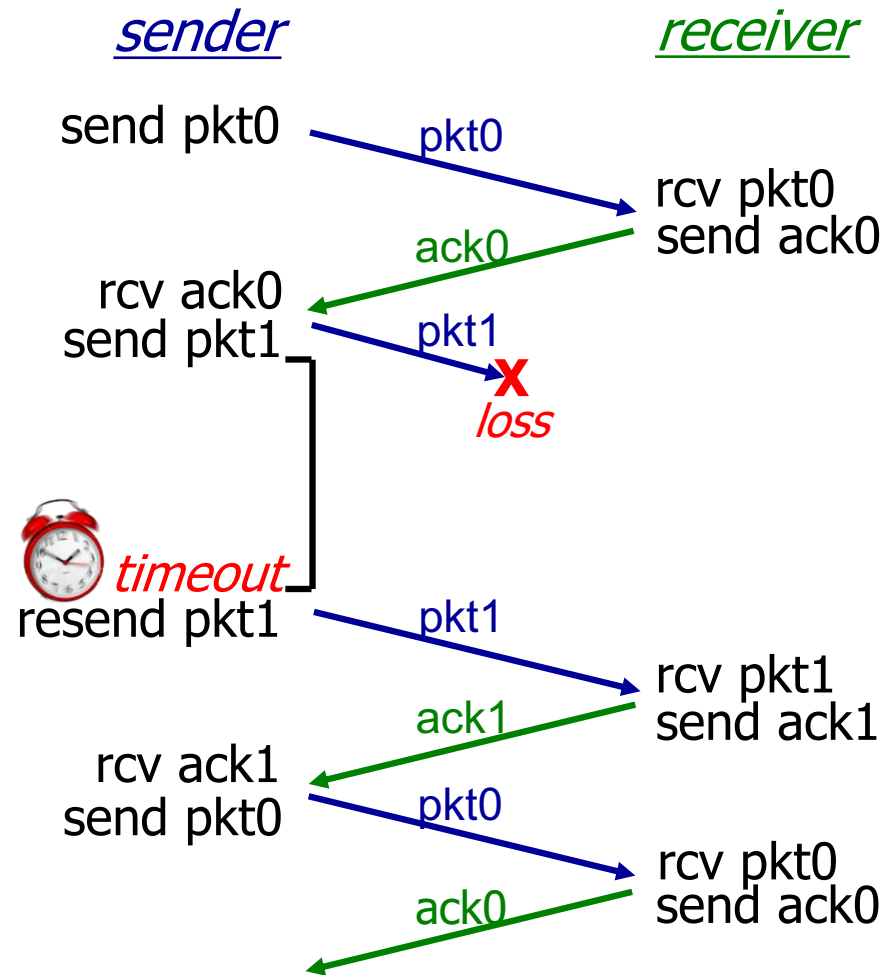 sender
receiver
send pkt0
pkt0
rcv pkt0
send ack0
ack0
rcv ack0
send pkt1
pkt1
X
loss
timeout
resend pkt1
pkt1
rcv pkt1
send ack1
ack1
rcv ack1
send pkt0
pkt0
rcv pkt0
send ack0
ack0